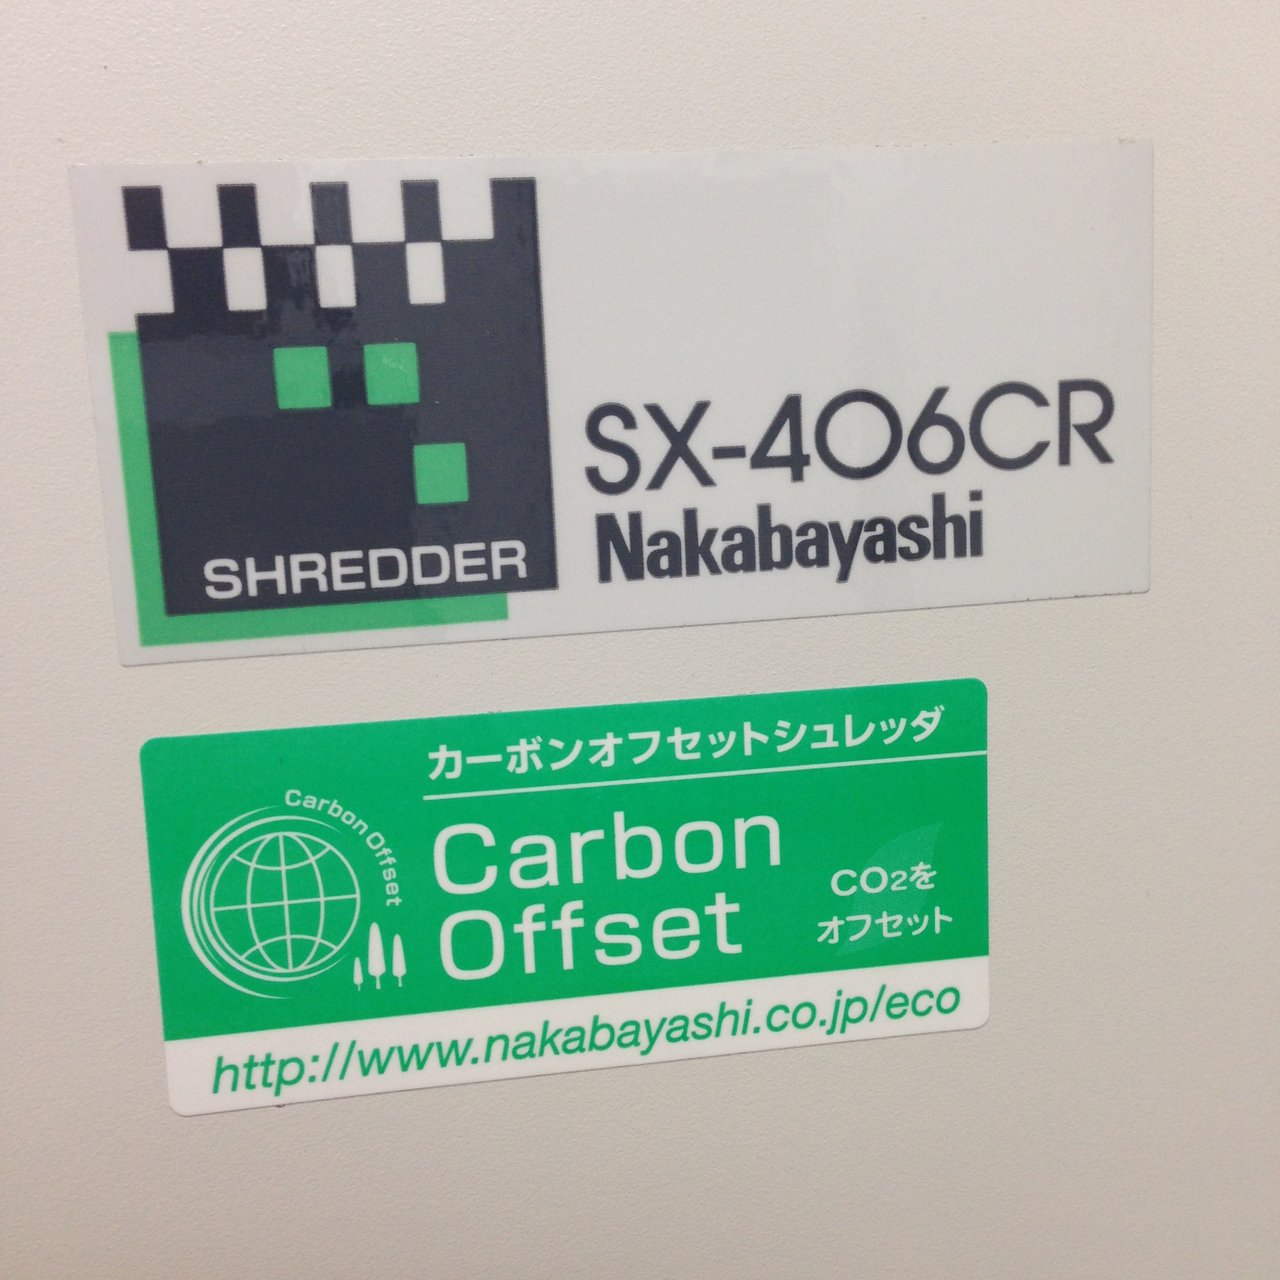 SHREDDER
SX-406CR
Nakabayashi
カーボンオフセットシュレッダ
Carbon Offset
Carbon
Offset
CO2を
オフセット
http://www.nakabayashi.co.jp/eco